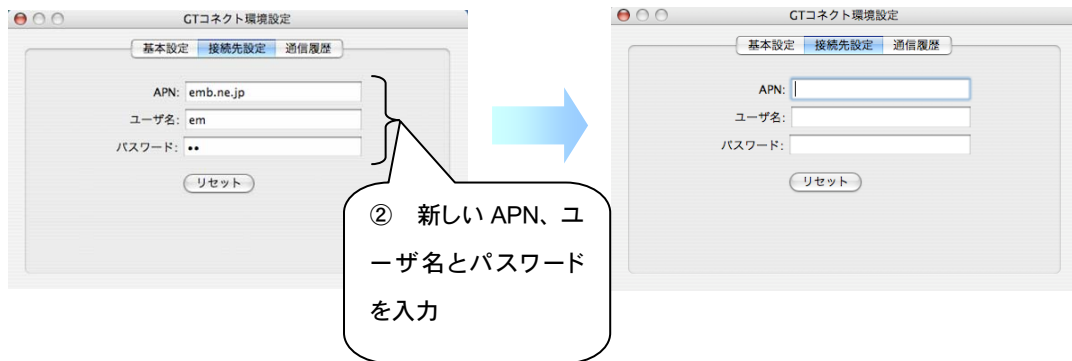 GTコネクト環境設定
基本設定 接続先設定 通信履歴
APN: emb.ne.jp
ユーザ名: em
パスワード: ••
リセット
② 新しい APN、ユ
ーザ名とパスワード
を入力
GTコネクト環境設定
基本設定 接続先設定 通信履歴
APN:
ユーザ名:
パスワード:
リセット